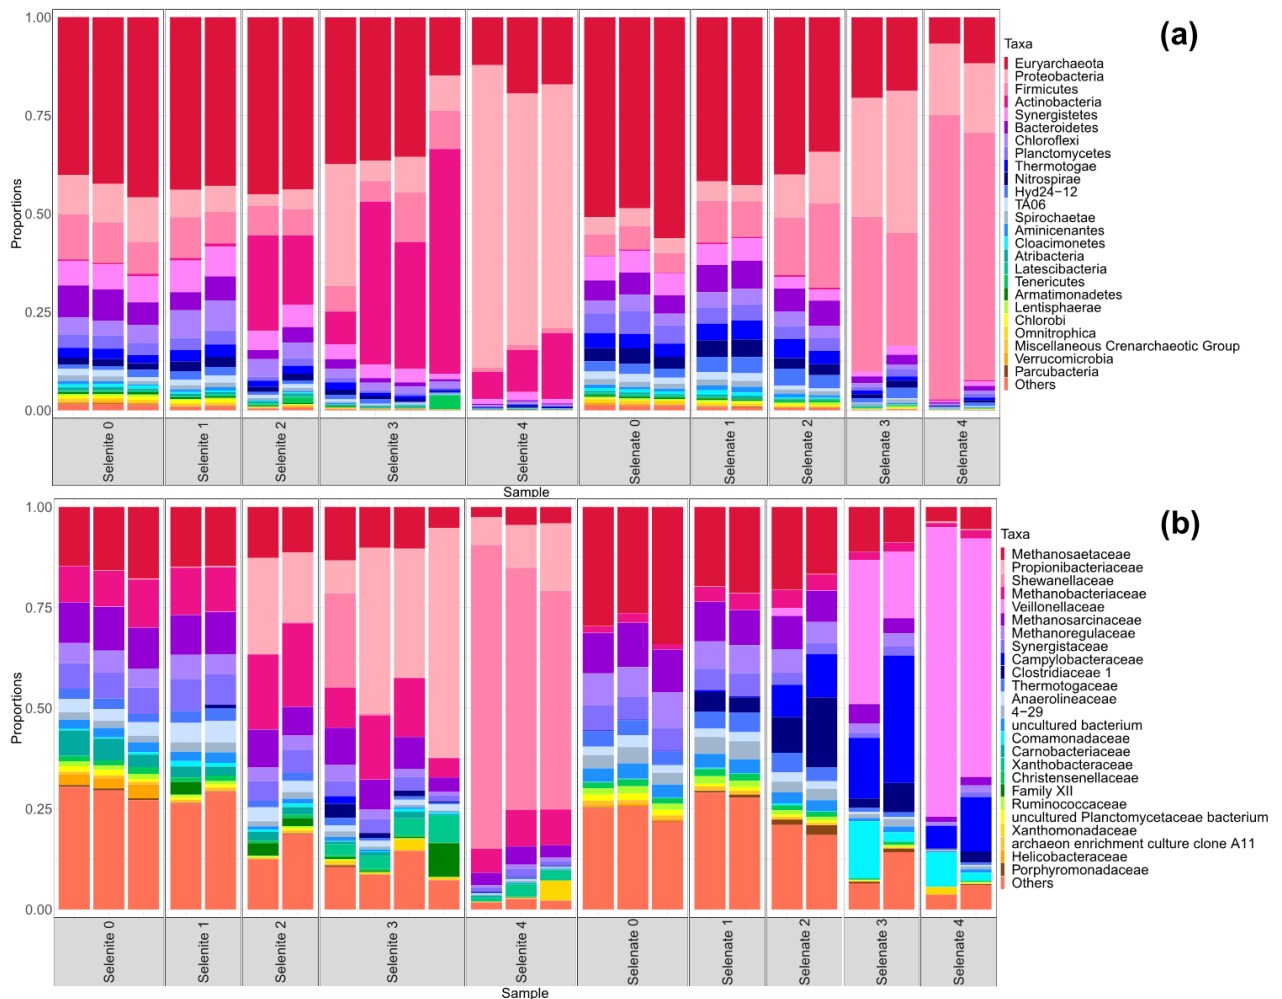 (a)
1.00
0.75
0.50
0.25
0.00
Proportions
Selenite 0
Selenite 1
Selenite 2
Selenite 3
Selenite 4
Selenate 0
Selenate 1
Selenate 2
Selenate 3
Selenate 4
Sample
Taxa
Euryarchaeota
Proteobacteria
Firmicutes
Actinobacteria
Synergistetes
Bacteroidetes
Chloroflexi
Planctomycetes
Thermotogae
Nitrospirae
Hyd24−12
TA06
Spirochaetae
Aminicenantes
Cloacimonetes
Atribacteria
Latescibacteria
Tenericutes
Armatimonadetes
Lentisphaerae
Chlorobi
Omnitrophica
Miscellaneous Crenarchaeotic Group
Verrucomicrobia
Parcubacteria
Others
(b)
1.00
0.75
0.50
0.25
0.00
Proportions
Selenite 0
Selenite 1
Selenite 2
Selenite 3
Selenite 4
Selenate 0
Selenate 1
Selenate 2
Selenate 3
Selenate 4
Sample
Taxa
Methanosaetaceae
Propionibacteriaceae
Shewanellaceae
Methanobacteriaceae
Veillonellaceae
Methanosarcinaceae
Methanoregulaceae
Synergistaceae
Campylobacteraceae
Clostridiaceae 1
Thermotogaceae
Anaerolineaceae
4−29
uncultured bacterium
Comamonadaceae
Carnobacteriaceae
Xanthobacteraceae
Christensenellaceae
Family XII
Ruminococcaceae
uncultured Planctomycetaceae bacterium
Xanthomonadaceae
archaeon enrichment culture clone A11
Helicobacteraceae
Porphyromonadaceae
Others